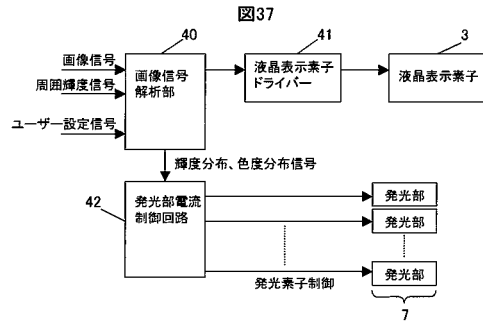 図37
40
41
3
画像信号
周囲輝度信号
ユーザー設定信号
画像信号
解析部
液晶表示素子
ドライバー
液晶表示素子
輝度分布、色度分布信号
42
発光部電流
制御回路
発光部
発光部
発光部
発光素子制御
7